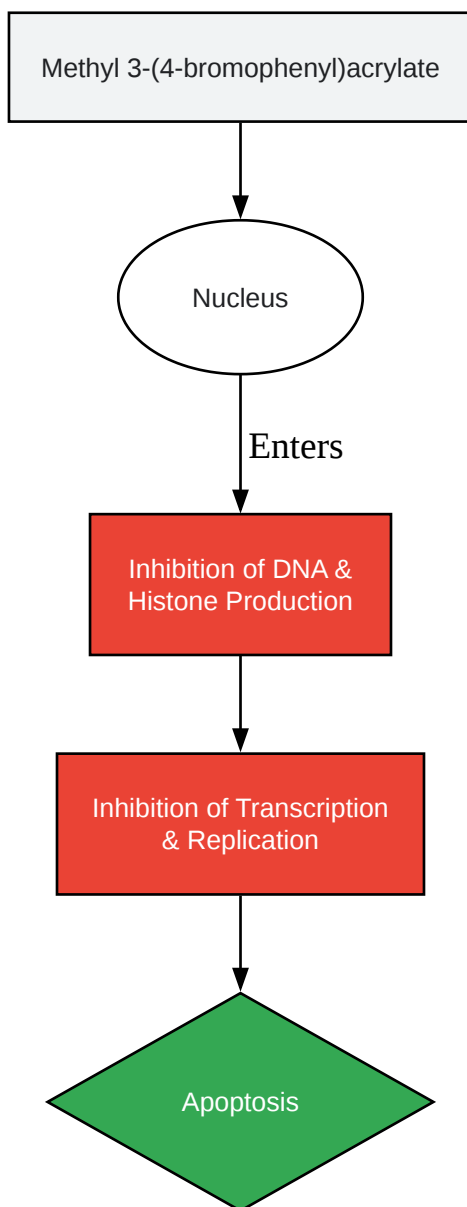 Methyl 3-(4-bromophenyl)acrylate
Nucleus
Enters
Inhibition of DNA &
Histone Production
Inhibition of Transcription
& Replication
Apoptosis